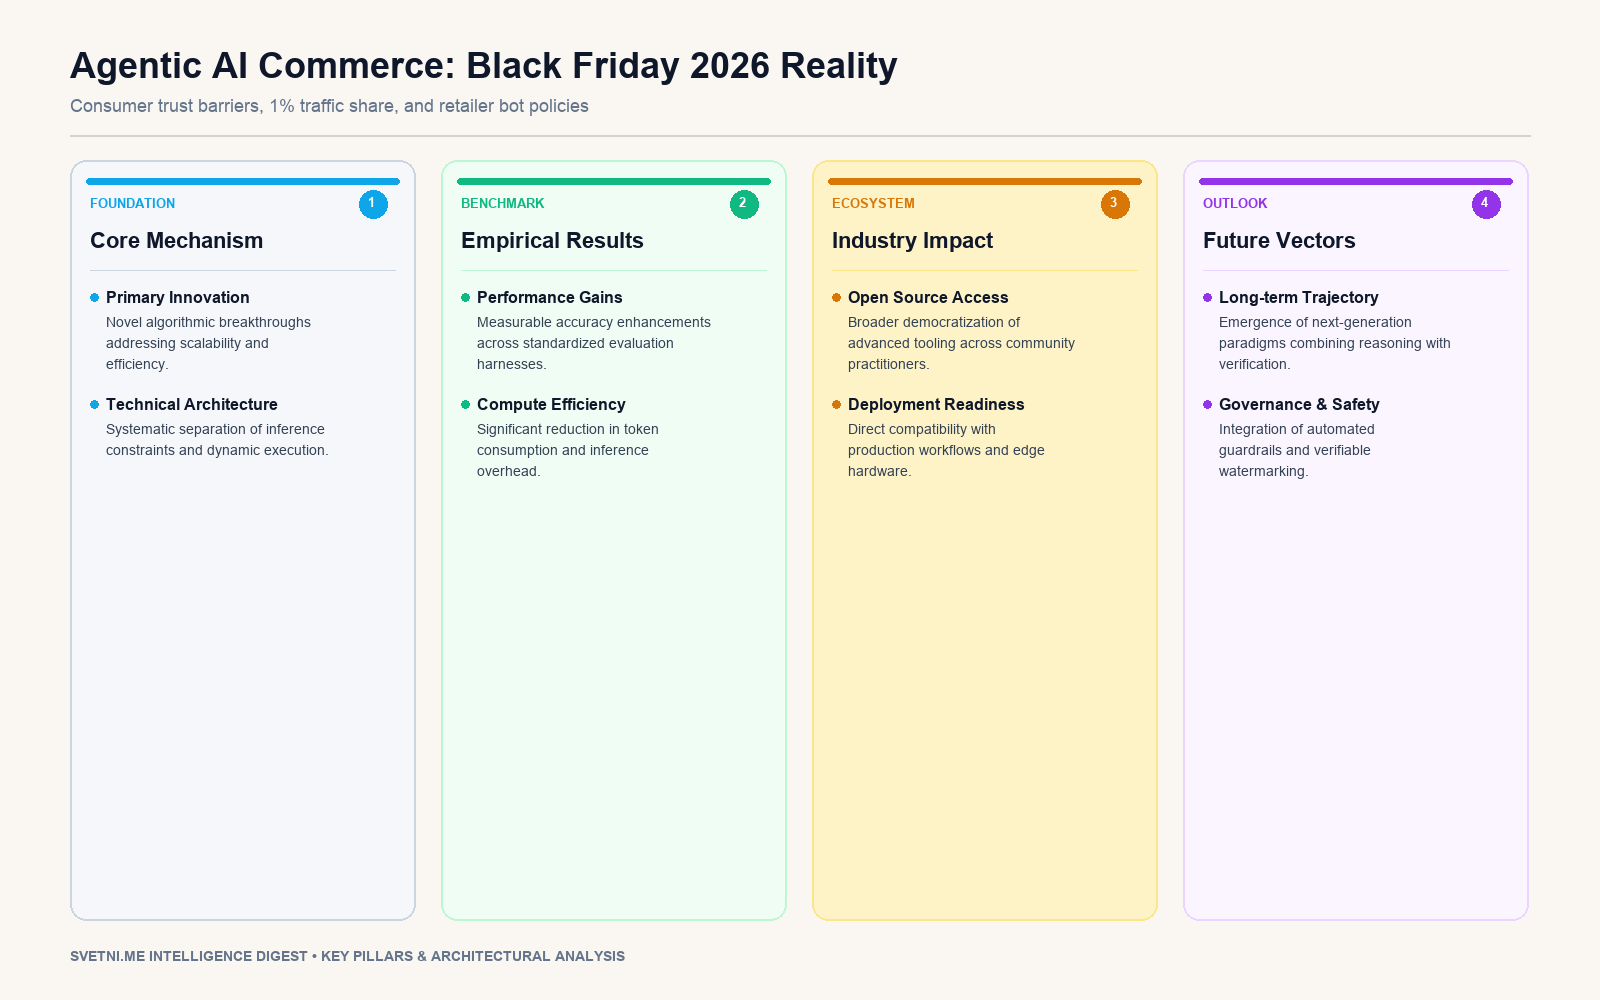 Agentic AI Commerce: Black Friday 2026 Reality
Consumer trust barriers, 1% traffic share, and retailer bot policies
FOUNDATION
1
Core Mechanism
Primary Innovation
Novel algorithmic breakthroughs
addressing scalability and
efficiency.
Technical Architecture
Systematic separation of inference
constraints and dynamic execution.
BENCHMARK
2
Empirical Results
Performance Gains
Measurable accuracy enhancements
across standardized evaluation
harnesses.
Compute Efficiency
Significant reduction in token
consumption and inference
overhead.
ECOSYSTEM
3
Industry Impact
Open Source Access
Broader democratization of
advanced tooling across community
practitioners.
Deployment Readiness
Direct compatibility with
production workflows and edge
hardware.
OUTLOOK
4
Future Vectors
Long-term Trajectory
Emergence of next-generation
paradigms combining reasoning with
verification.
Governance & Safety
Integration of automated
guardrails and verifiable
watermarking.
SVETNI.ME INTELLIGENCE DIGEST • KEY PILLARS & ARCHITECTURAL ANALYSIS